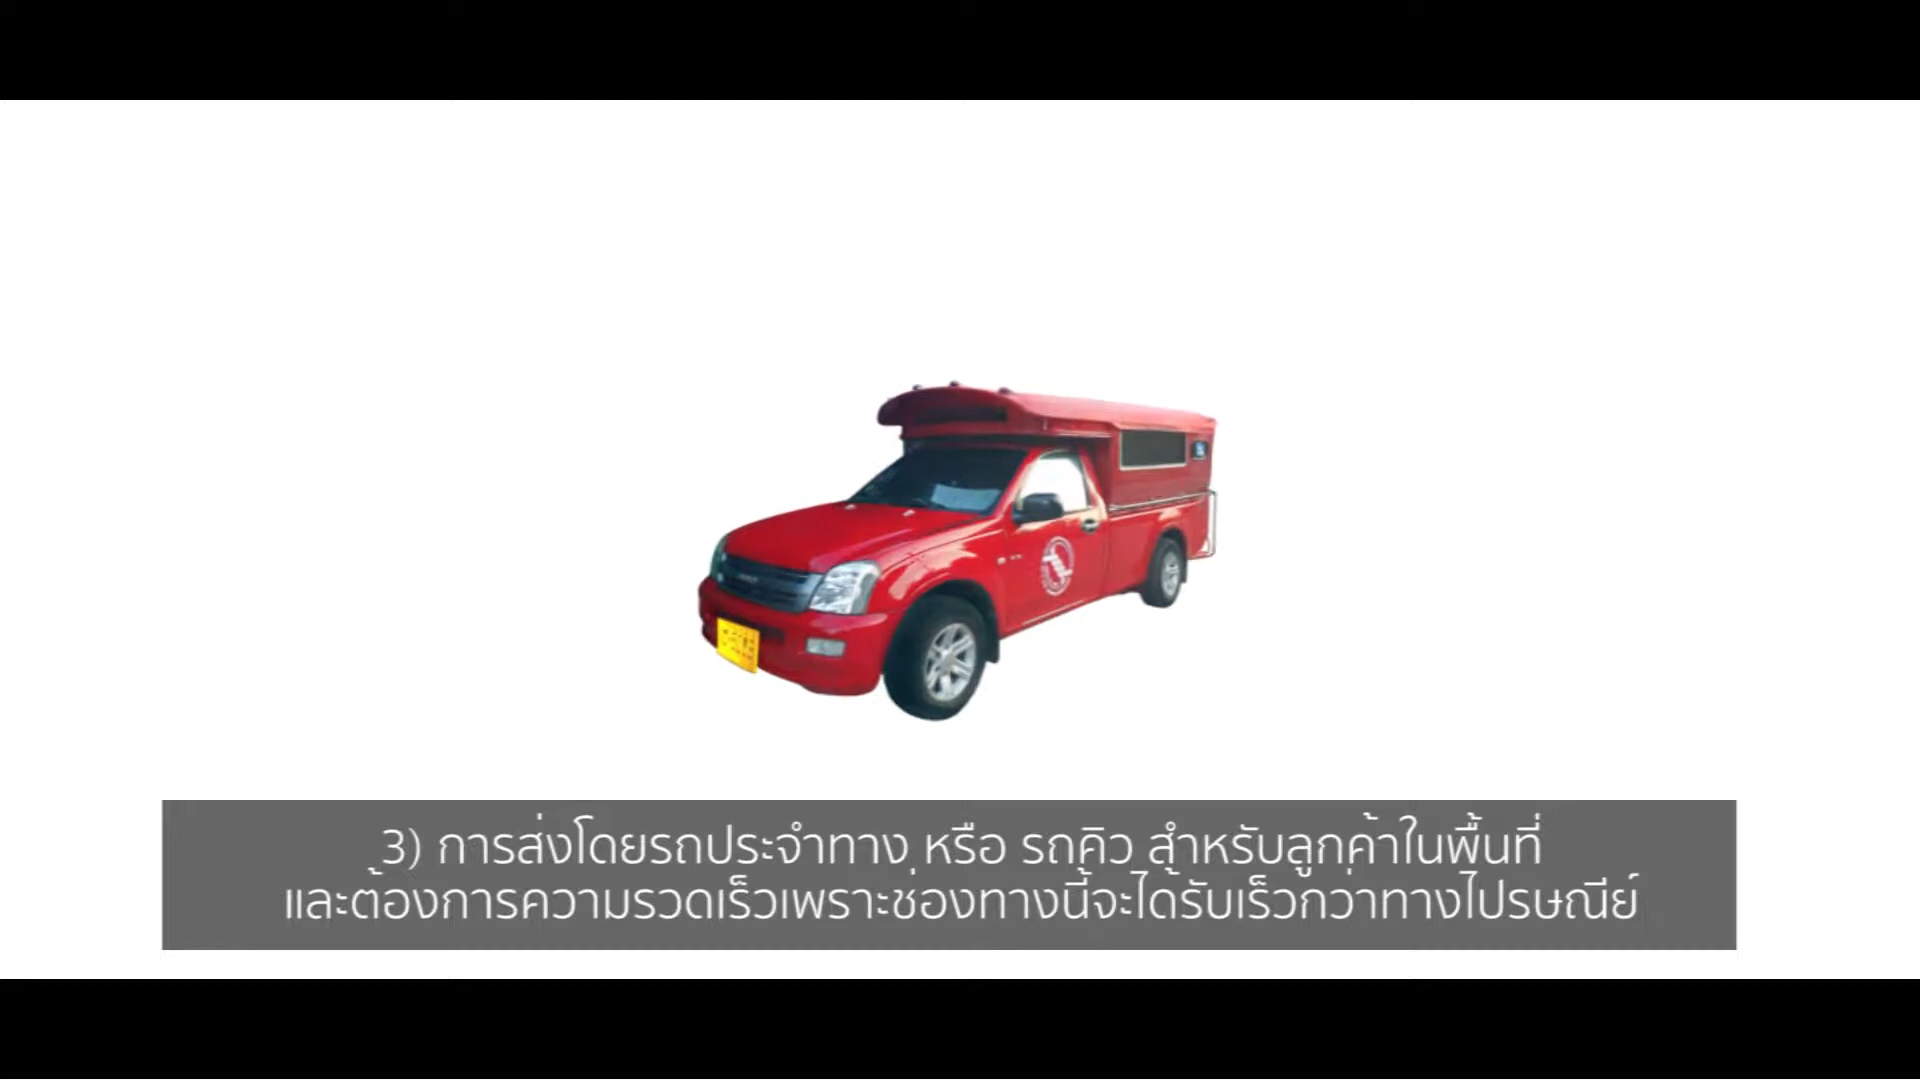 3) การส่งโดยรถประจำทาง หรือ รถคิว สำหรับลูกค้าในพื้นที่
และต้องการความรวดเร็วเพราะช่องทางนี้จะได้รับเร็วกว่าทางไปรษณีย์